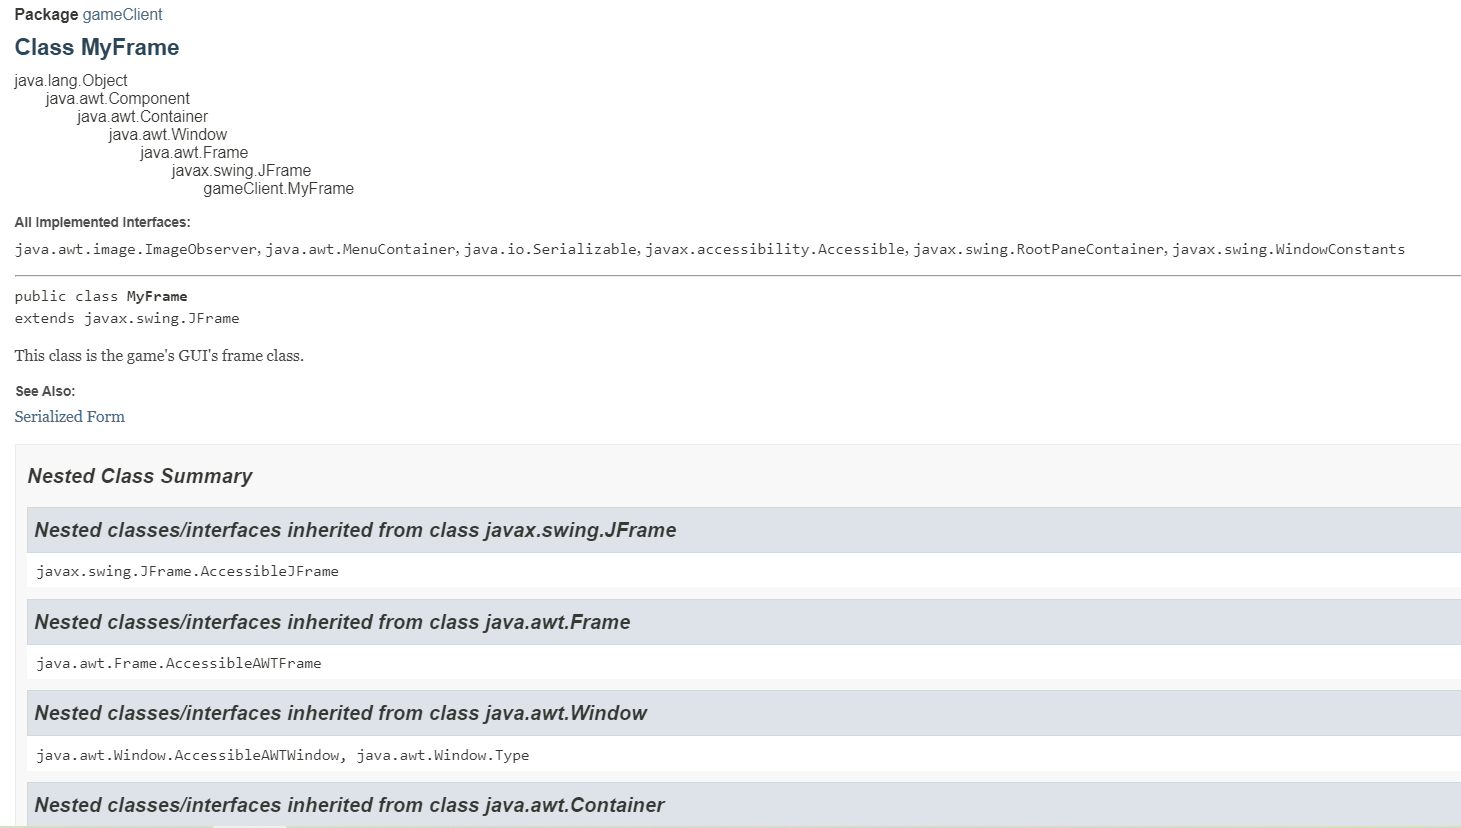 Package gameClient
Class MyFrame
java.lang.Object
java.awt.Component
java.awt.Container
java.awt.Window
java.awt.Frame
javax.swing.JFrame
gameClient.MyFrame
All Implemented Interfaces:
java.awt.image.ImageObserver, java.awt.MenuContainer, java.io.Serializable, javax.accessibility.Accessible, javax.swing.RootPaneContainer, javax.swing.WindowConstants
public class MyFrame
extends javax.swing.JFrame
This class is the game's GUI's frame class.
See Also:
Serialized Form
Nested Class Summary
Nested classes/interfaces inherited from class javax.swing.JFrame
javax.swing.JFrame.AccessibleJFrame
Nested classes/interfaces inherited from class java.awt.Frame
java.awt.Frame.AccessibleAWTFrame
Nested classes/interfaces inherited from class java.awt.Window
java.awt.Window.AccessibleAWTWindow, java.awt.Window.Type
Nested classes/interfaces inherited from class java.awt.Container